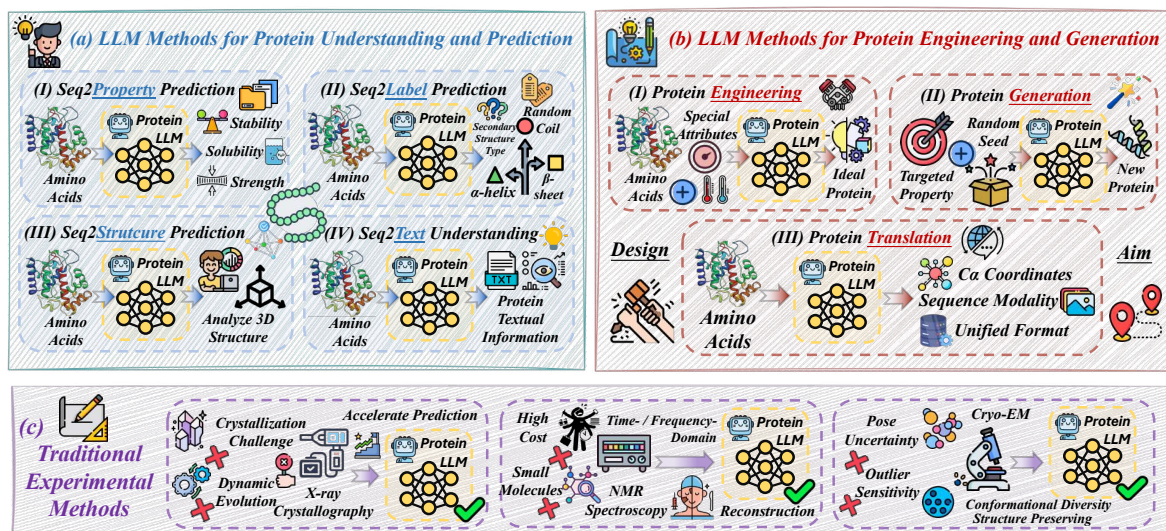 (a) LLM Methods for Protein Understanding and Prediction
(I) Seq2Property Prediction
Protein
LLM
Stability
Solubility
Strength
Amino
Acids
(II) Seq2Label Prediction
Protein
LLM
Secondary
Structure
Type
Random
Coil
α-helix
β-
sheet
Amino
Acids
(III) Seq2Strutcure Prediction
Protein
LLM
Amino
Acids
Analyze 3D
Structure
(IV) Seq2Text Understanding
Protein
LLM
TXT
Amino
Acids
Protein
Textual
Information
(b) LLM Methods for Protein Engineering and Generation
(I) Protein Engineering
Special
Attributes
Protein
LLM
Amino
Acids
Ideal
Protein
(II) Protein Generation
Random
Seed
Protein
LLM
Targeted
Property
New
Protein
Design
(III) Protein Translation
Protein
LLM
Amino
Acids
Cα Coordinates
Sequence Modality
Unified Format
Aim
(c)
Traditional
Experimental
Methods
Crystallization
Challenge
Accelerate Prediction
Dynamic
Evolution
X-ray
Crystallography
Protein
LLM
High
Cost
Time- / Frequency-
Domain
Small
Molecules
NMR
Spectroscopy
Protein
LLM
Reconstruction
Pose
Uncertainty
Cryo-EM
Outlier
Sensitivity
Protein
LLM
Conformational Diversity
Structure Preserving